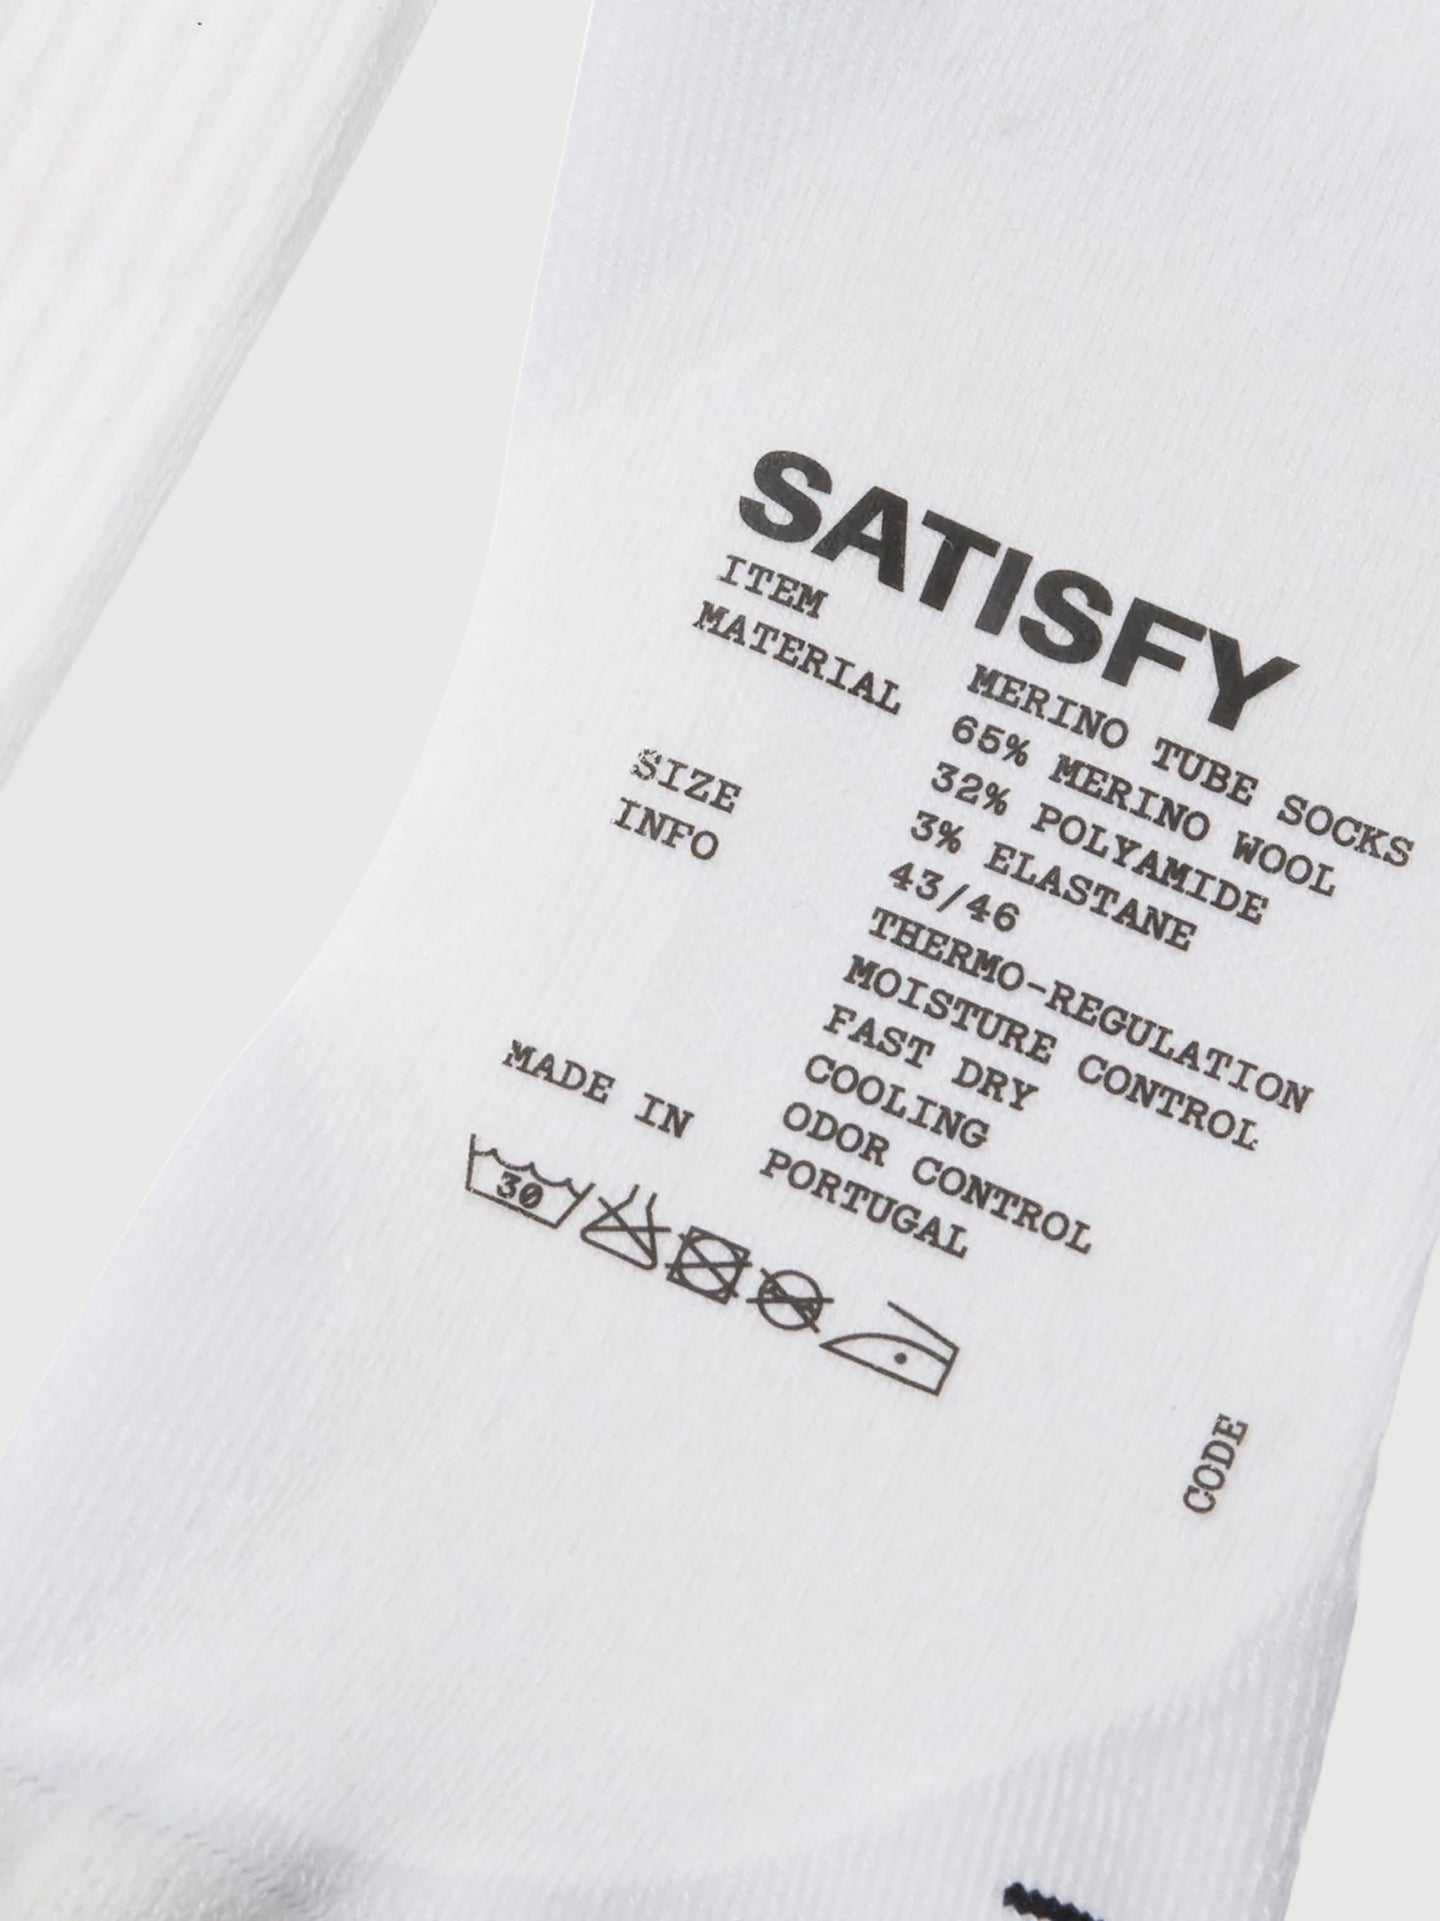 SATISFY
ITEM MERINO TUBE SOCKS
MATERIAL 65% MERINO WOOL
32% POLYAMIDE
3% ELASTANE
SIZE 43/46
INFO THERMO-REGULATION
MOISTURE CONTROL
FAST DRY
COOLING
ODOR CONTROL
MADE IN PORTUGAL
30
CODE